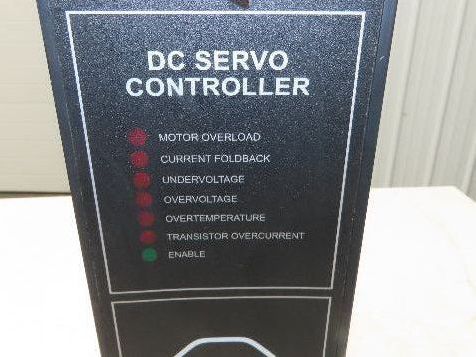 DC SERVO
CONTROLLER
MOTOR OVERLOAD
CURRENT FOLDBACK
UNDERVOLTAGE
OVERVOLTAGE
OVERTEMPERATURE
TRANSISTOR OVERCURRENT
ENABLE